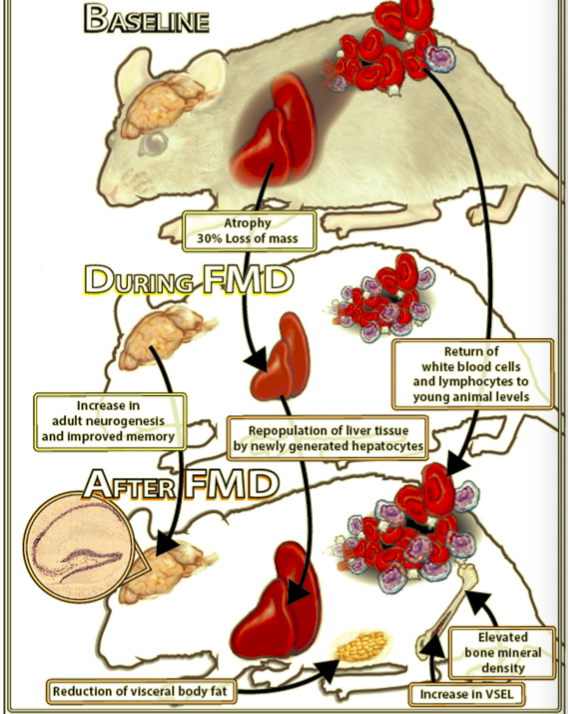 BASELINE
Atrophy
30% Loss of mass
DURING FMD
Return of
white blood cells
and lymphocytes to
young animal levels
Increase in
adult neurogenesis
and improved memory
Repopulation of liver tissue
by newly generated hepatocytes
AFTER FMD
Elevated
bone mineral
density
Reduction of visceral body fat
Increase in VSEL